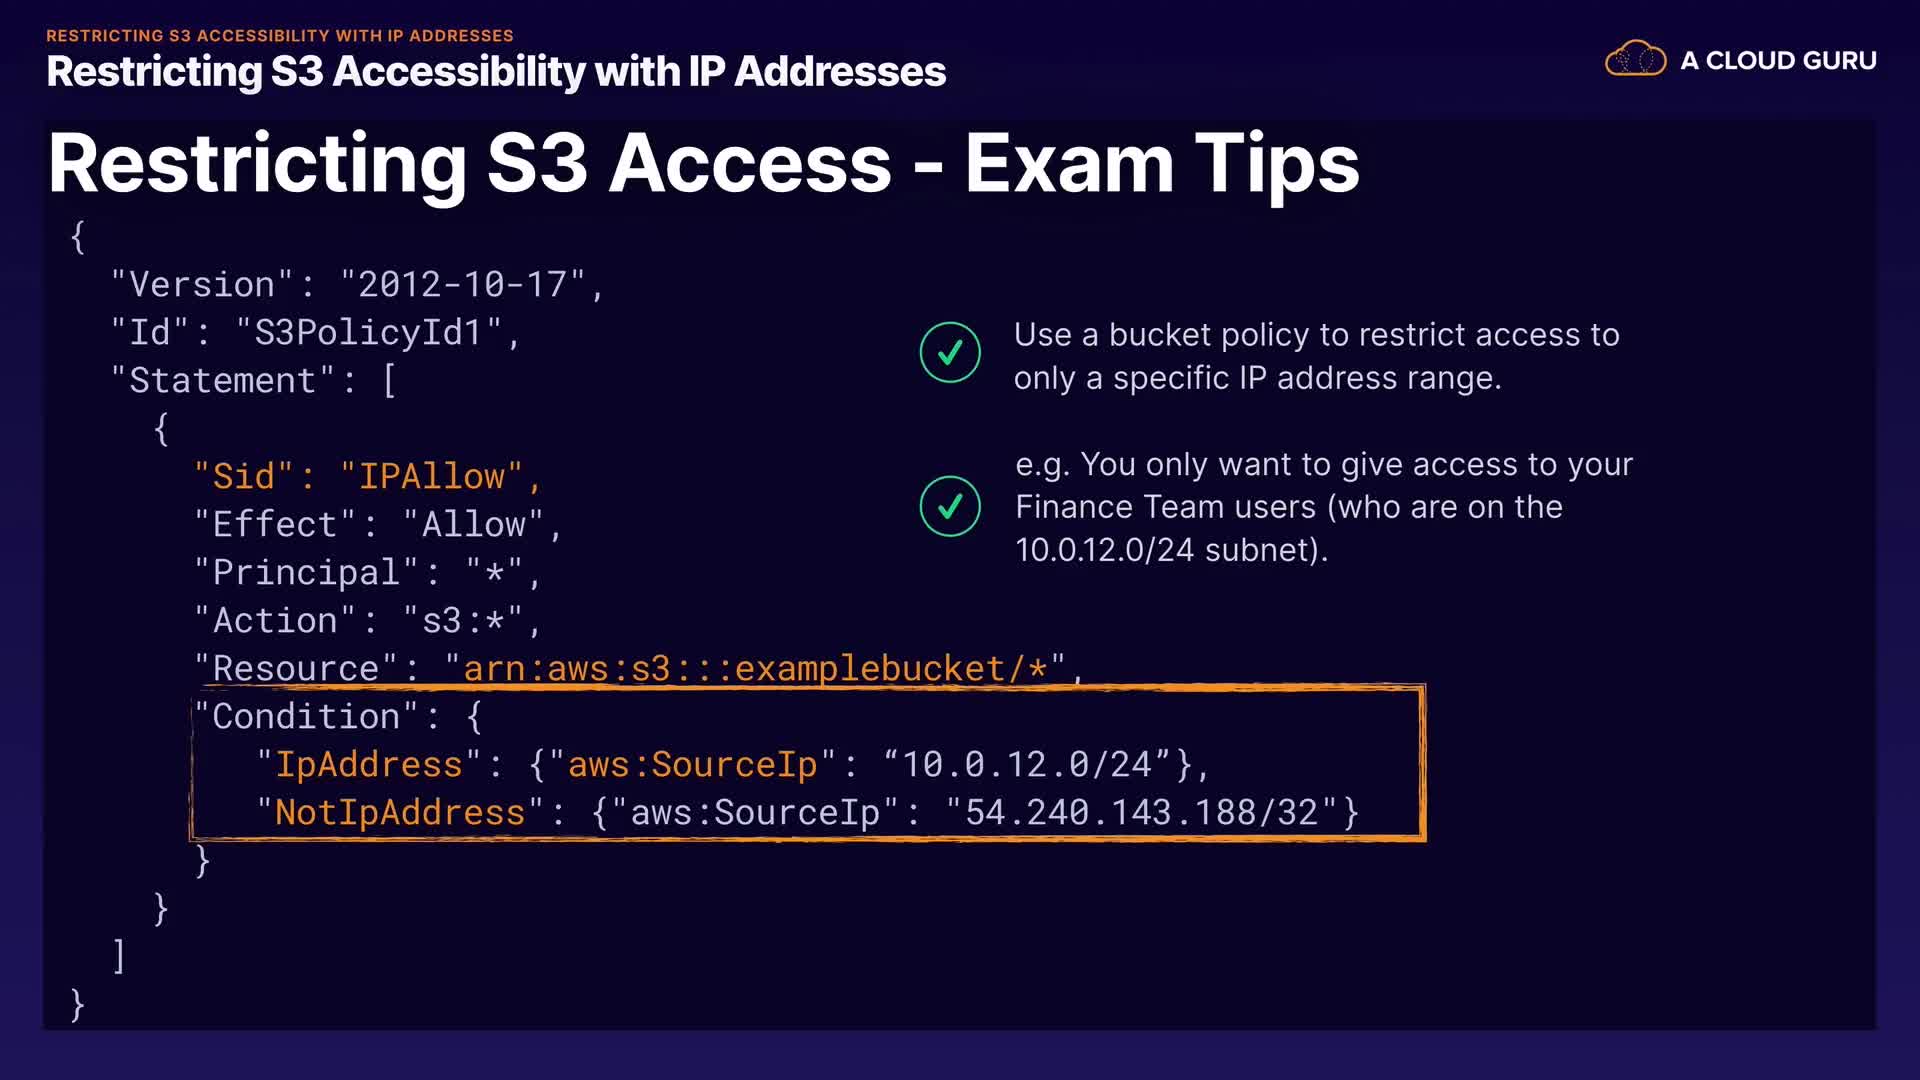 RESTRICTING S3 ACCESSIBILITY WITH IP ADDRESSES
Restricting S3 Accessibility with IP Addresses
A CLOUD GURU
Restricting S3 Access - Exam Tips
{
"Version": "2012-10-17",
"Id": "S3PolicyId1",
"Statement": [
{
"Sid": "IPAllow",
"Effect": "Allow",
"Principal": "*",
"Action": "s3:*",
"Resource": "arn:aws:s3:::examplebucket/*",
"Condition": {
"IpAddress": {"aws:SourceIp": “10.0.12.0/24”},
"NotIpAddress": {"aws:SourceIp": "54.240.143.188/32"}
}
}
]
}
Use a bucket policy to restrict access to
only a specific IP address range.
e.g. You only want to give access to your
Finance Team users (who are on the
10.0.12.0/24 subnet).